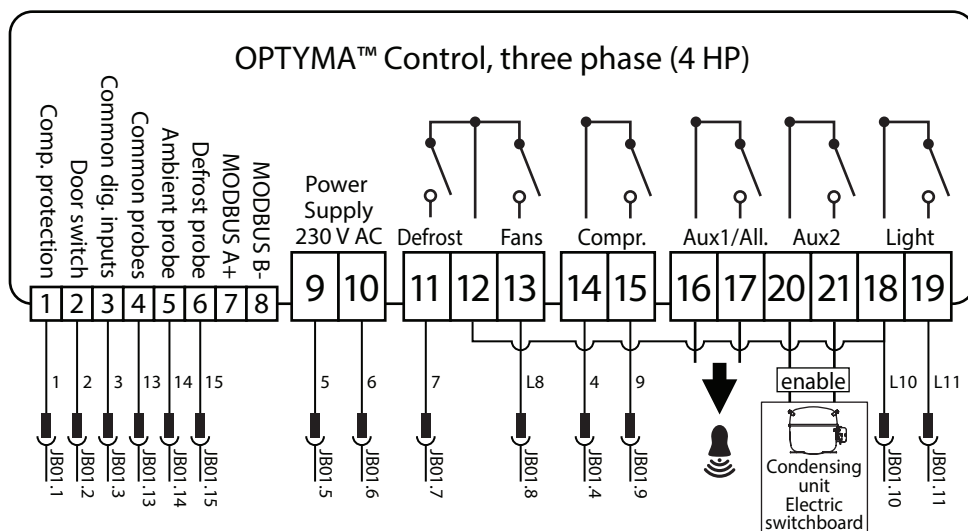 OPTYMA™ Control, three phase (4 HP)
Comp. protection
Door switch
Common dig. inputs
Common probes
Ambient probe
Defrost probe
MODBUS A+
MODBUS B-
Power
Supply
230 V AC
Defrost
Fans
Compr.
Aux1/All.
Aux2
Light
1 2 3 4 5 6 7 8
9 10
11 12 13
14 15
16 17 20 21 18 19
1 2 3 13 14 15 5 6 7 L8 4 9 L10 L11
enable
JB01.1
JB01.2
JB01.3
JB01.13
JB01.14
JB01.15
JB01.5
JB01.6
JB01.7
JB01.8
JB01.4
JB01.9
JB01.10
JB01.11
Condensing
unit
Electric
switchboard